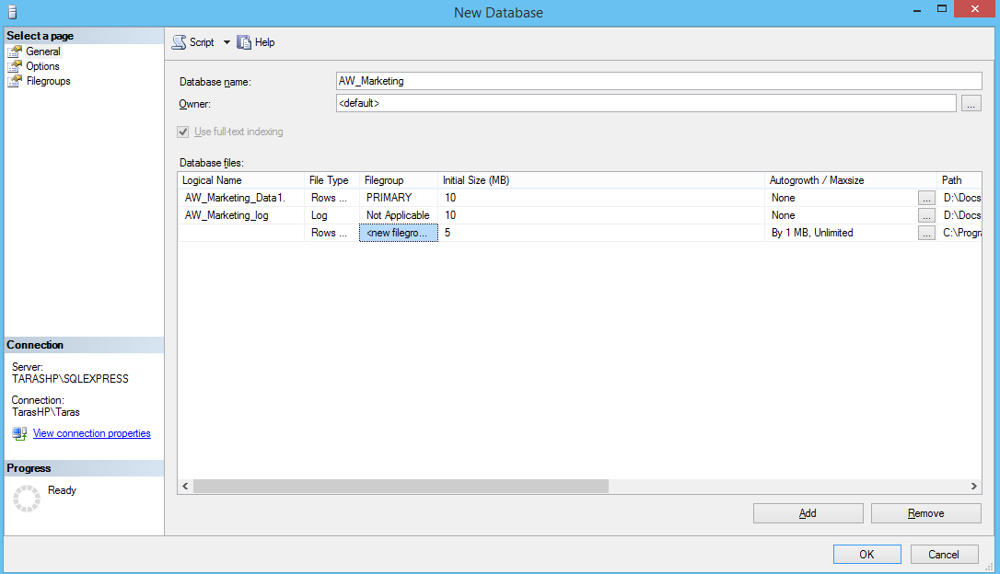 New Database
Select a page
General
Options
Filegroups
Script
Help
Database name:
AW_Marketing
Owner:
<default>
...
Use full-text indexing
Database files:
Logical Name File Type Filegroup Initial Size (MB) Autogrowth / Maxsize Path
AW_Marketing_Data1. Rows ... PRIMARY 10 None ... D:\Docs
AW_Marketing_log Log Not Applicable 10 None ... D:\Docs
Rows ... <new filegro... 5 By 1 MB, Unlimited ... C:\Progra
Connection
Server:
TARASHP\SQLEXPRESS
Connection:
TarasHP\Taras
View connection properties
Progress
Ready
Add
Remove
OK
Cancel